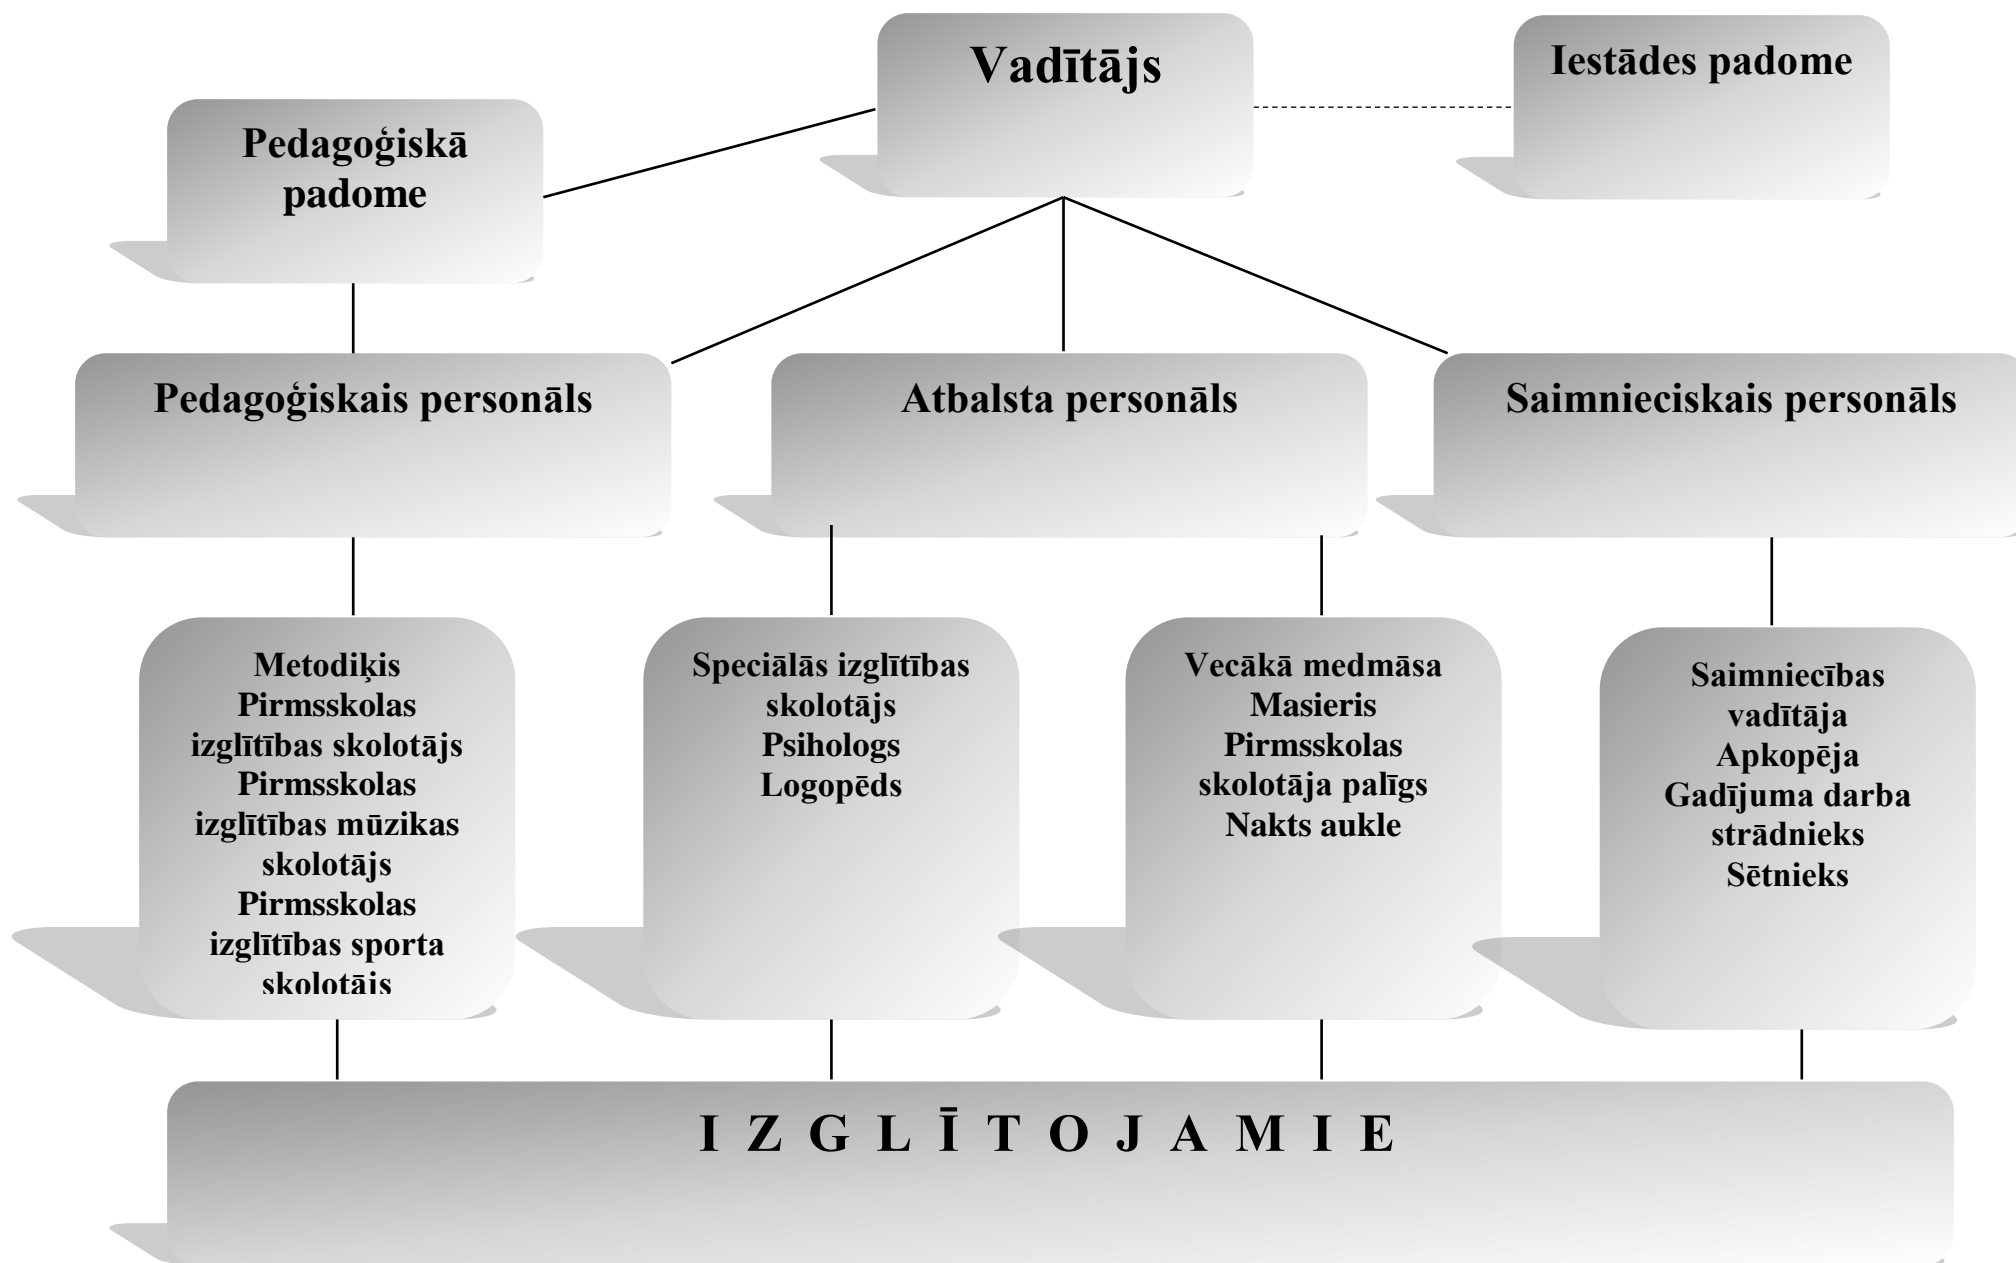 Vadītājs
Iestādes padome
Pedagoģiskā
padome
Pedagoģiskais personāls
Atbalsta personāls
Saimnieciskais personāls
Metodiķis
Pirmsskolas
izglītības skolotājs
Pirmsskolas
izglītības mūzikas
skolotājs
Pirmsskolas
izglītības sporta
skolotājs
Speciālās izglītības
skolotājs
Psihologs
Logopēds
Vecākā medmāsa
Masieris
Pirmsskolas
skolotāja palīgs
Nakts aukle
Saimniecības
vadītāja
Apkopēja
Gadījuma darba
strādnieks
Sētnieks
I Z G L Ī T O J A M I E